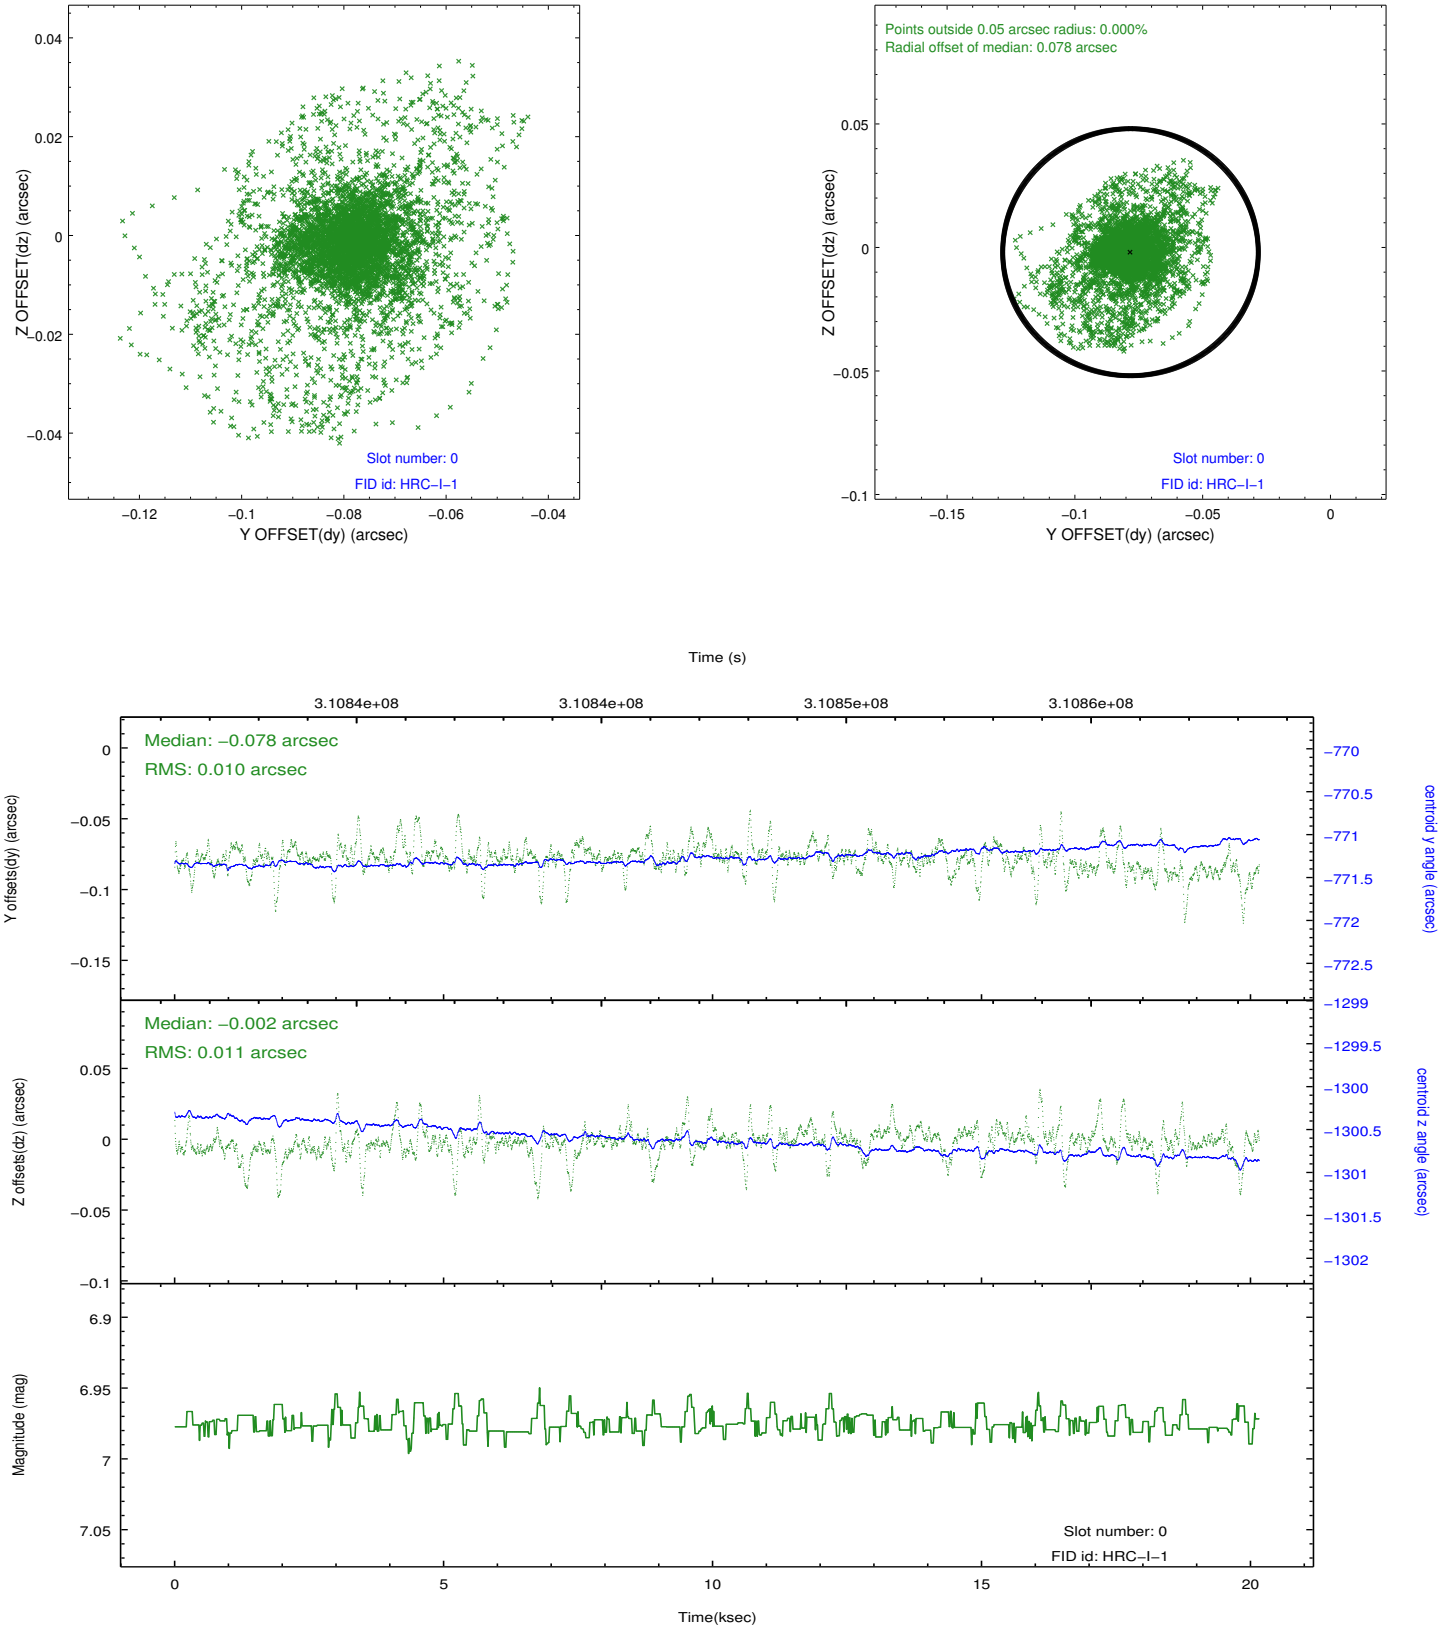 0.04
0.02
0
−0.02
−0.04
Z OFFSET(dz) (arcsec)
Slot number: 0
FID id: HRC−I−1
−0.12
−0.1
−0.08
−0.06
−0.04
Y OFFSET(dy) (arcsec)
Points outside 0.05 arcsec radius: 0.000%
Radial offset of median: 0.078 arcsec
0.05
0
−0.05
−0.1
Z OFFSET(dz) (arcsec)
Slot number: 0
FID id: HRC−I−1
−0.15
−0.1
−0.05
0
Y OFFSET(dy) (arcsec)
Time (s)
3.1084e+08
3.1084e+08
3.1085e+08
3.1086e+08
Median: −0.078 arcsec
RMS: 0.010 arcsec
0
−0.05
−0.1
−0.15
Y offsets(dy) (arcsec)
−770
−770.5
−771
−771.5
−772
−772.5
centroid y angle (arcsec)
Median: −0.002 arcsec
RMS: 0.011 arcsec
0.05
0
−0.05
−0.1
Z offsets(dz) (arcsec)
−1299
−1299.5
−1300
−1300.5
−1301
−1301.5
−1302
centroid z angle (arcsec)
6.9
6.95
7
7.05
Magnitude (mag)
Slot number: 0
FID id: HRC−I−1
0
5
10
15
20
Time(ksec)